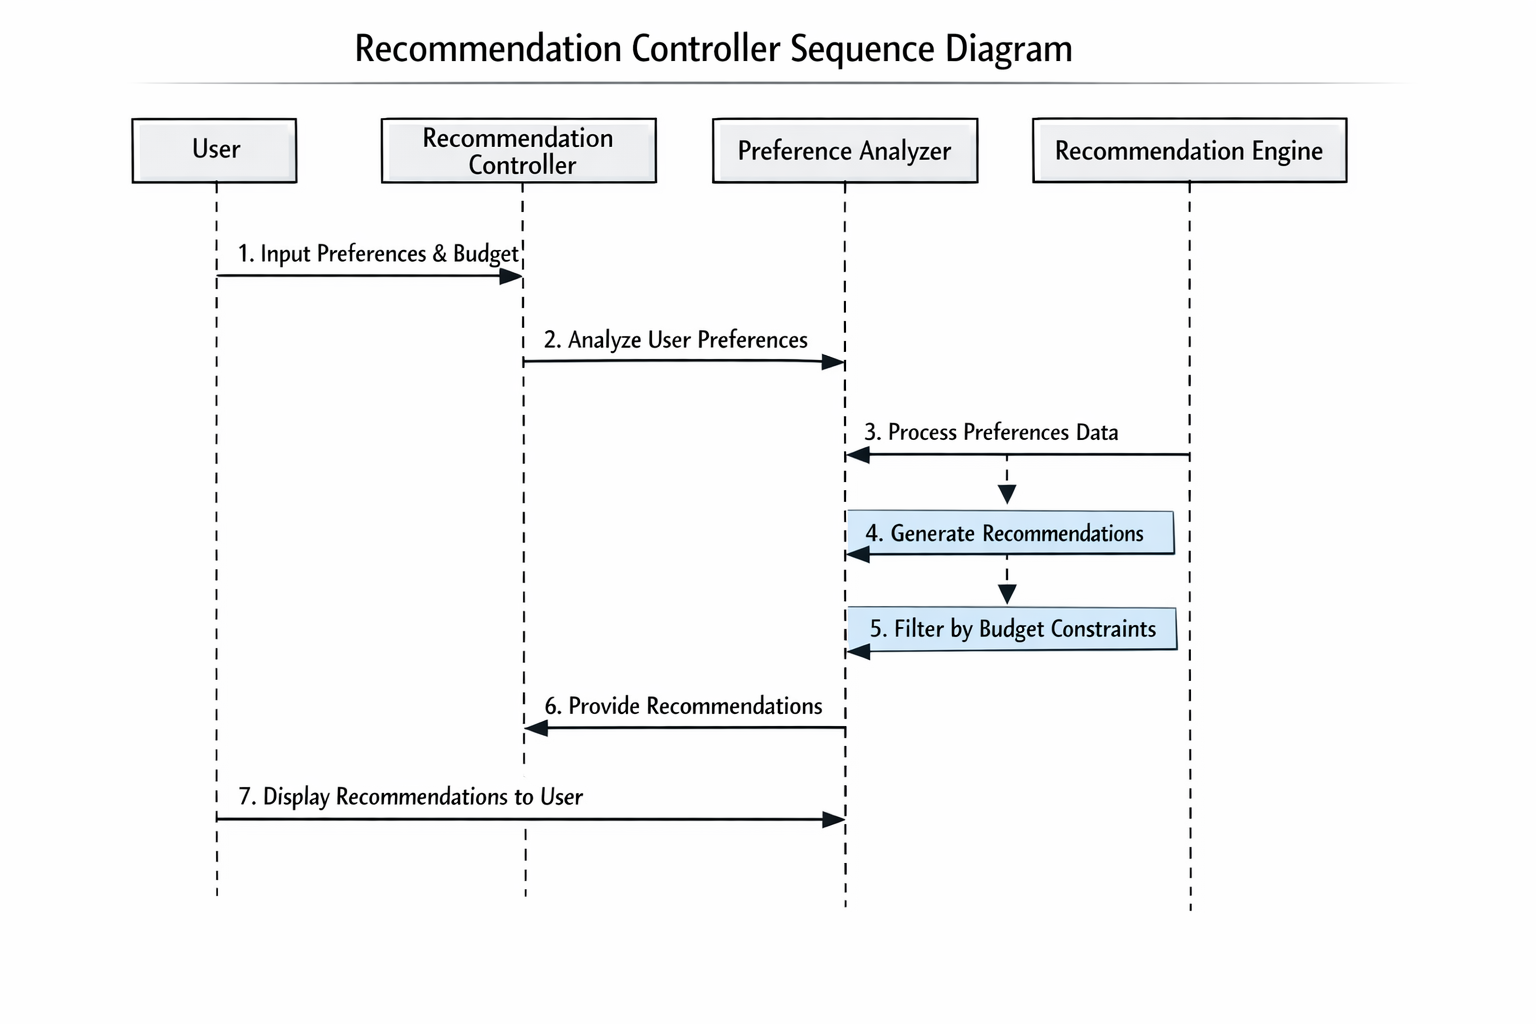 Recommendation Controller Sequence Diagram
User
Recommendation
Controller
Preference Analyzer
Recommendation Engine
1. Input Preferences & Budget
2. Analyze User Preferences
3. Process Preferences Data
4. Generate Recommendations
5. Filter by Budget Constraints
6. Provide Recommendations
7. Display Recommendations to User